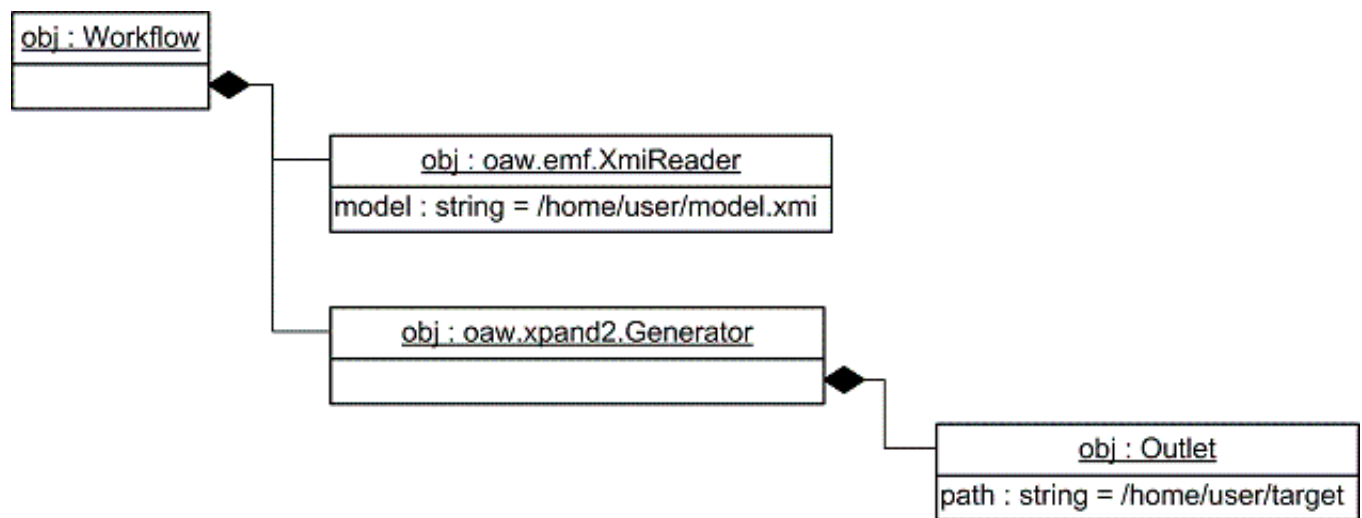 obj : Workflow
obj : oaw.emf.XmiReader
model : string = /home/user/model.xmi
obj : oaw.xpand2.Generator
obj : Outlet
path : string = /home/user/target